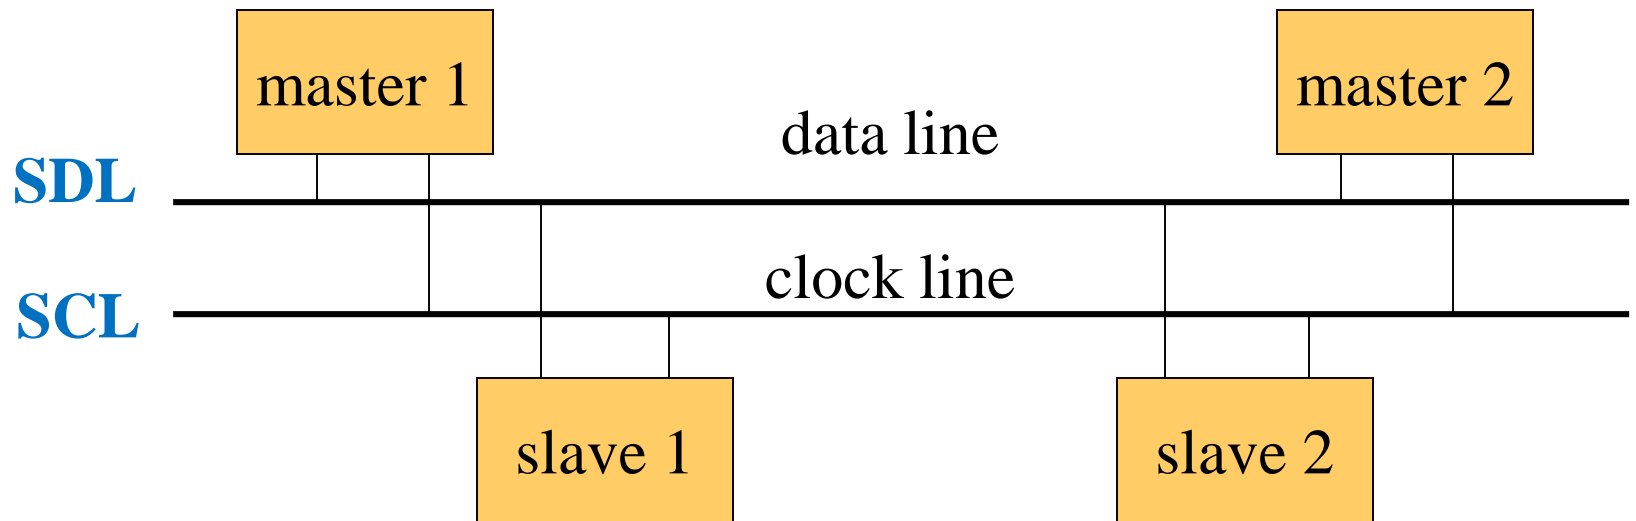 master 1
master 2
data line
SDL
clock line
SCL
slave 1
slave 2